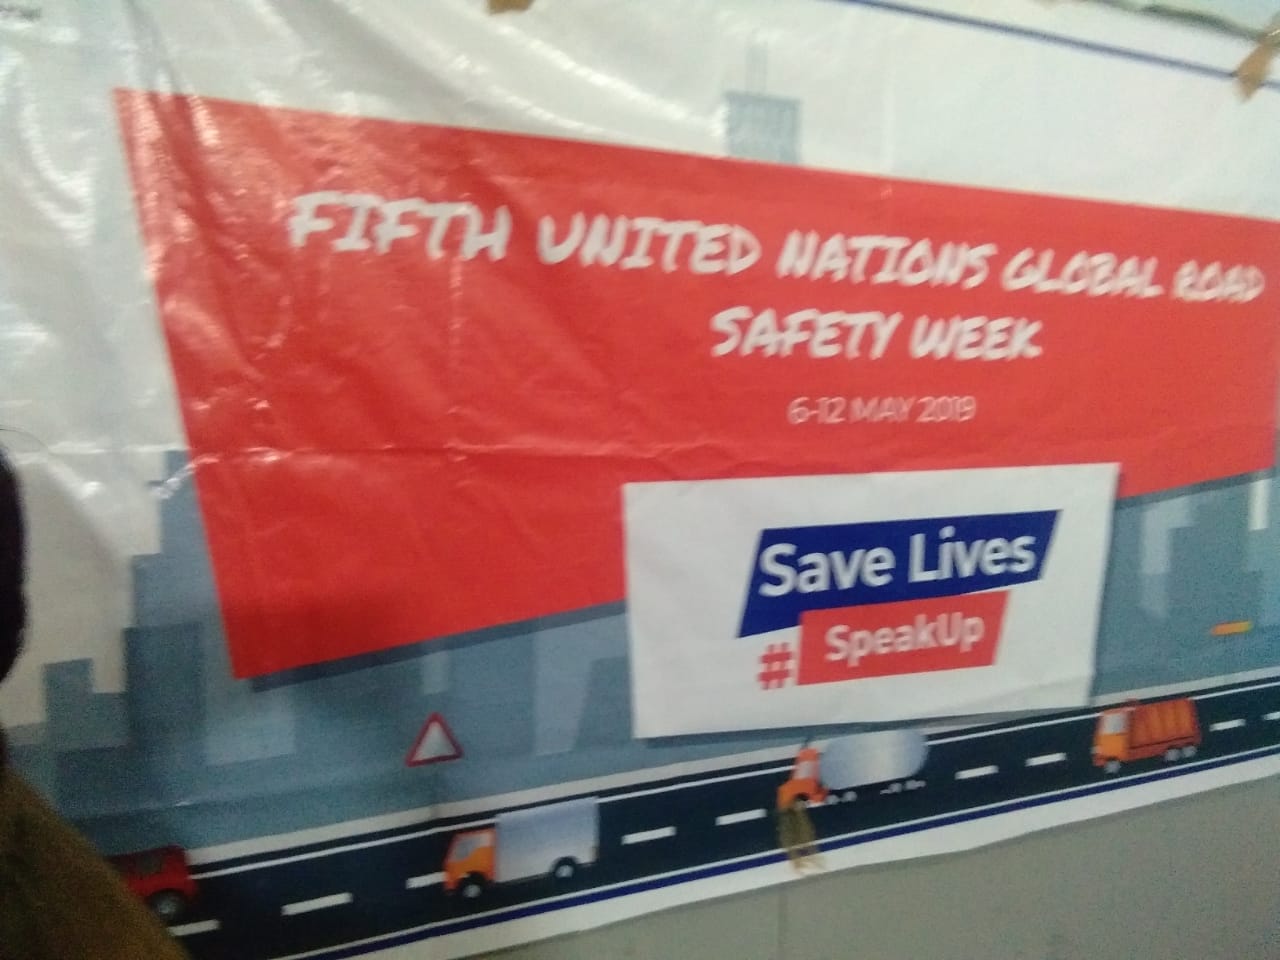 FIFTH UNITED NATIONS GLOBAL ROAD
SAFETY WEEK
6-12 MAY 2019
Save Lives
#SpeakUp